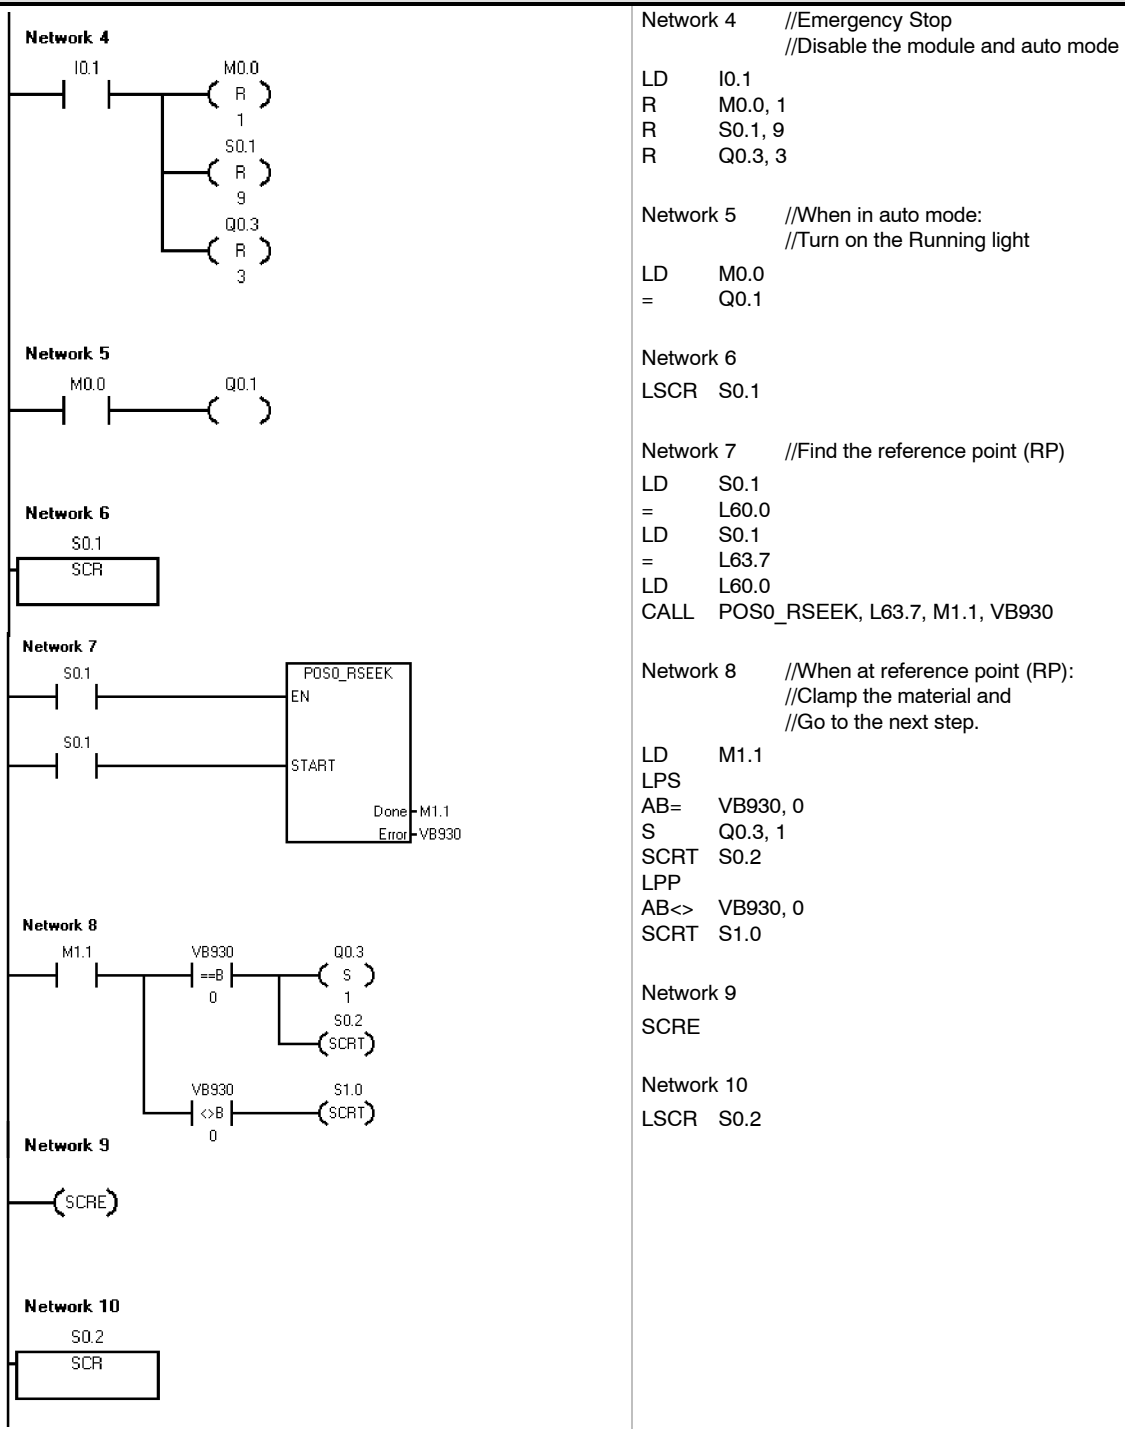 Network 4
I0.1
M0.0
R
1
S0.1
R
9
Q0.3
R
3
Network 5
M0.0
Q0.1
Network 6
S0.1
SCR
Network 7
S0.1
POS0_RSEEK
EN
S0.1
START
Done
M1.1
Error
VB930
Network 8
M1.1
VB930
==B
0
Q0.3
S
1
S0.2
SCRT
VB930
<>B
0
S1.0
SCRT
Network 9
SCRE
Network 10
S0.2
SCR
Network 4 //Emergency Stop
//Disable the module and auto mode
LD I0.1
R M0.0, 1
R S0.1, 9
R Q0.3, 3
Network 5 //When in auto mode:
//Turn on the Running light
LD M0.0
= Q0.1
Network 6
LSCR S0.1
Network 7 //Find the reference point (RP)
LD S0.1
= L60.0
LD S0.1
= L63.7
LD L60.0
CALL POS0_RSEEK, L63.7, M1.1, VB930
Network 8 //When at reference point (RP):
//Clamp the material and
//Go to the next step.
LD M1.1
LPS
AB= VB930, 0
S Q0.3, 1
SCRT S0.2
LPP
AB<> VB930, 0
SCRT S1.0
Network 9
SCRE
Network 10
LSCR S0.2